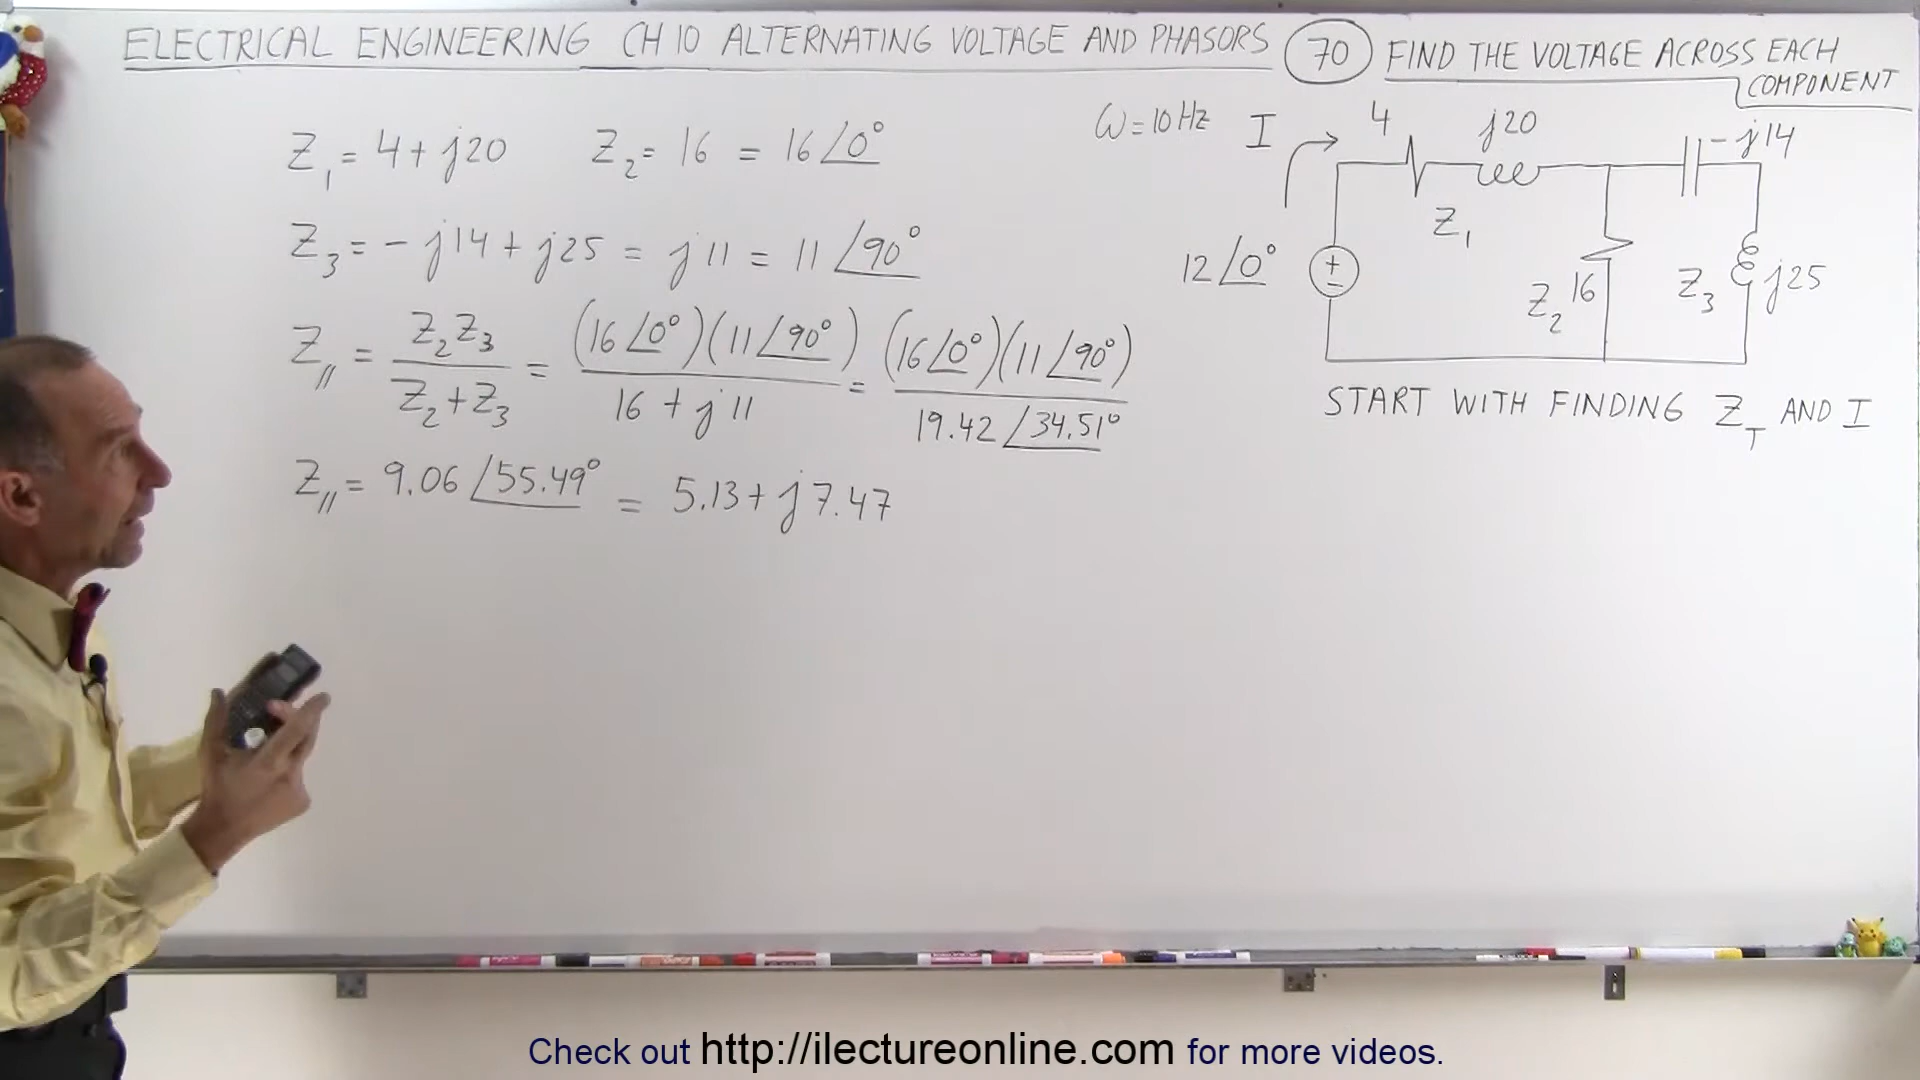 ELECTRICAL ENGINEERING CH 10 ALTERNATING VOLTAGE AND PHASORS (70) FIND THE VOLTAGE ACROSS EACH
COMPONENT
Z₁ = 4 + j20 Z₂ = 16 = 16∠0°
Z₃ = -j14 + j25 = j11 = 11∠90°
Z// = Z₂Z₃ / (Z₂ + Z₃) = (16∠0°)(11∠90°) / (16 + j11) = (16∠0°)(11∠90°) / 19.42∠34.51°
Z// = 9.06∠55.49° = 5.13 + j7.47
ω = 10 Hz I 4 j20 -j14
Z₁
12∠0° + - Z₂ 16 Z₃ j25
START WITH FINDING Z_T AND I
Check out http://ilectureonline.com for more videos.